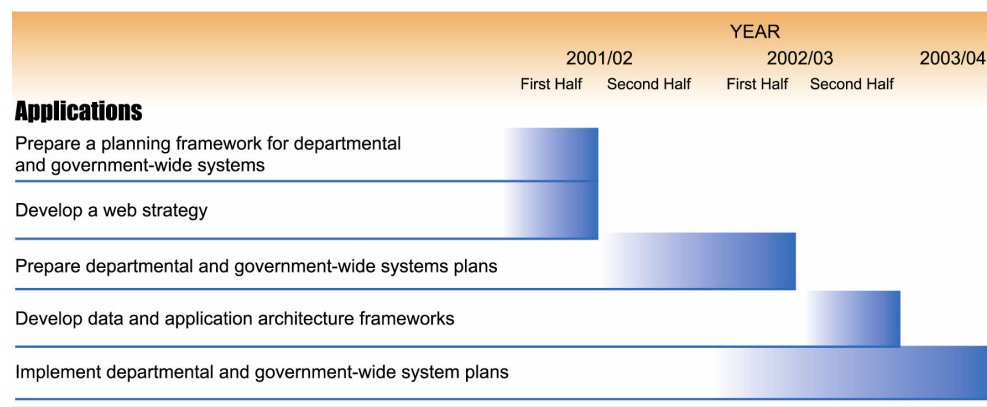 YEAR
2001/02 2002/03 2003/04
First Half Second Half First Half Second Half
Applications
Prepare a planning framework for departmental
and government-wide systems
Develop a web strategy
Prepare departmental and government-wide systems plans
Develop data and application architecture frameworks
Implement departmental and government-wide system plans